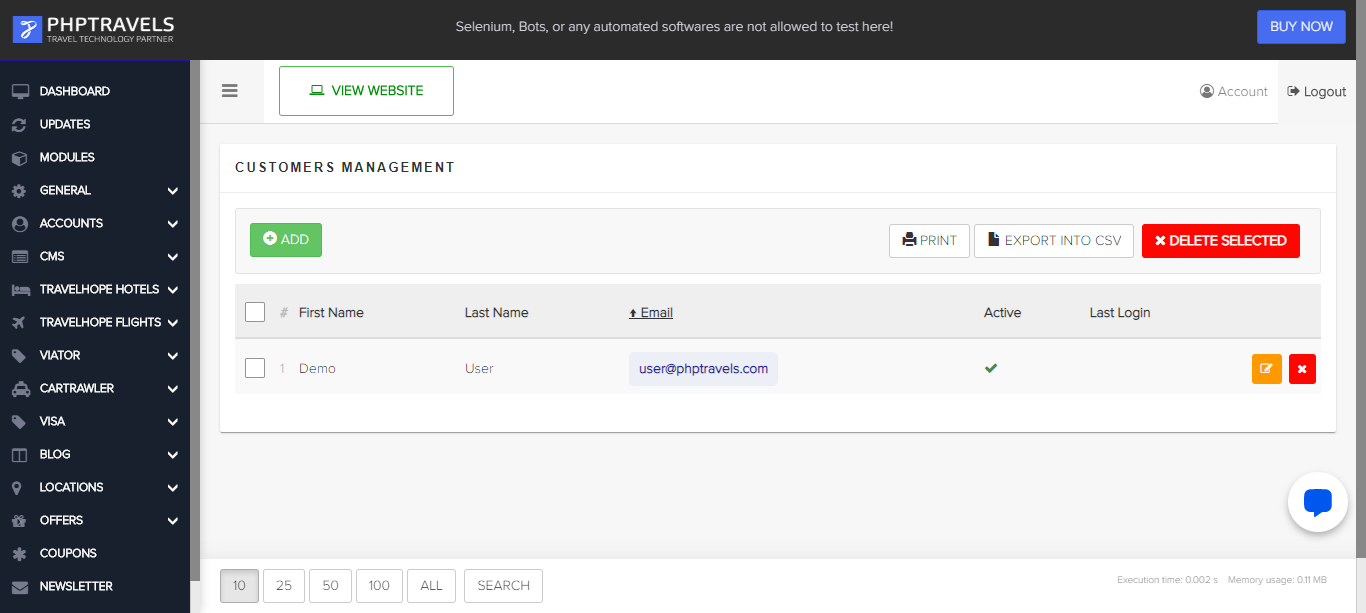 PHPTRAVELS
TRAVEL TECHNOLOGY PARTNER
Selenium, Bots, or any automated softwares are not allowed to test here!
BUY NOW
DASHBOARD
UPDATES
MODULES
GENERAL
ACCOUNTS
CMS
TRAVELHOPE HOTELS
TRAVELHOPE FLIGHTS
VIATOR
CARTRAWLER
VISA
BLOG
LOCATIONS
OFFERS
COUPONS
NEWSLETTER
VIEW WEBSITE
Account
Logout
CUSTOMERS MANAGEMENT
ADD
PRINT
EXPORT INTO CSV
DELETE SELECTED
# First Name Last Name Email Active Last Login
1 Demo User user@phptravels.com
10 25 50 100 ALL SEARCH
Execution time: 0.002 s Memory usage: 0.11 MB